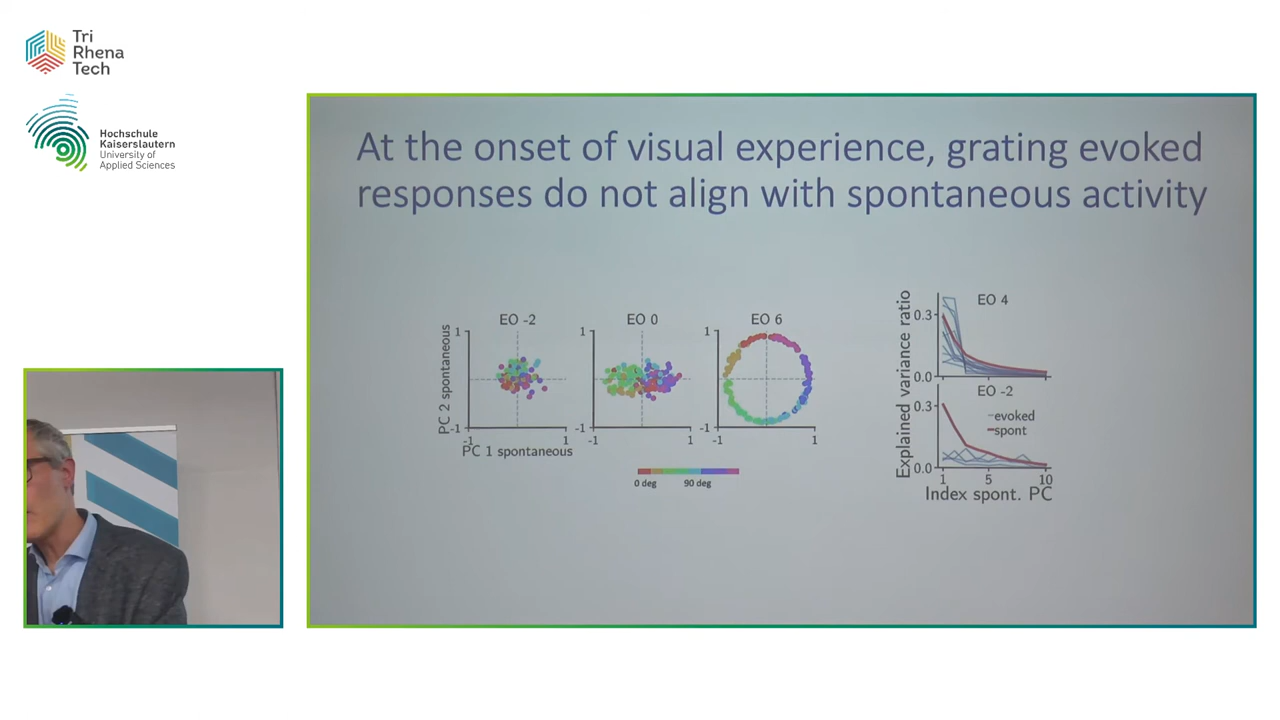 Tri
Rhena
Tech
Hochschule
Kaiserslautern
University of
Applied Sciences
At the onset of visual experience, grating evoked
responses do not align with spontaneous activity
EO -2
EO 0
EO 6
PC 2 spontaneous
1
-1
-1
1
PC 1 spontaneous
1
-1
-1
1
1
-1
-1
1
0 deg
90 deg
Explained variance ratio
EO 4
0.3
0.0
EO -2
0.3
0.0
evoked
spont
1
5
10
Index spont. PC